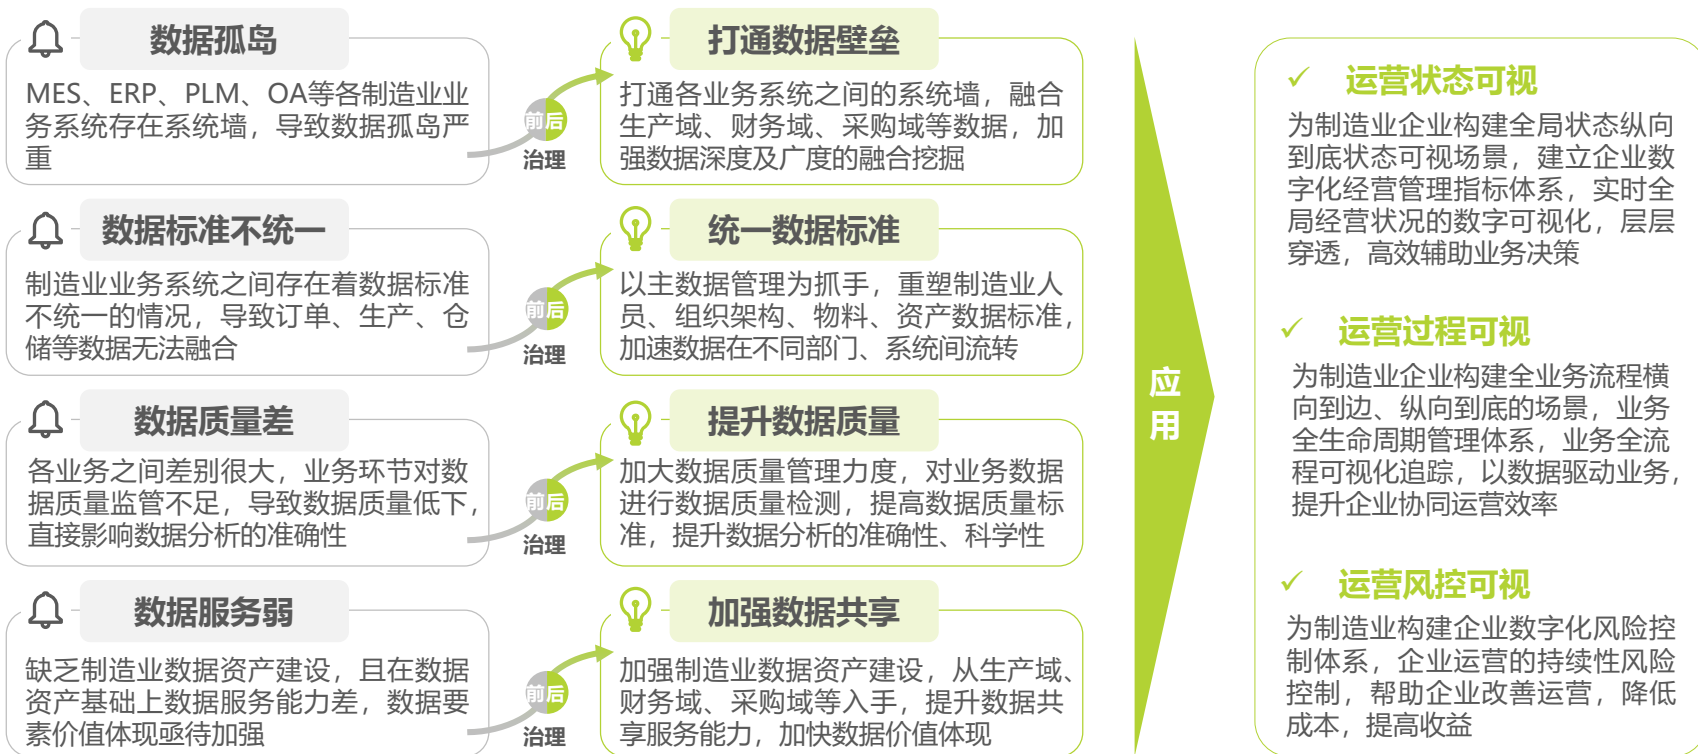 数据孤岛
MES、ERP、PLM、OA等各制造业业
务系统存在系统墙，导致数据孤岛严
重
前后
治理
打通数据壁垒
打通各业务系统之间的系统墙，融合
生产域、财务域、采购域等数据，加
强数据深度及广度的融合挖掘
数据标准不统一
制造业业务系统之间存在着数据标准
不统一的情况，导致订单、生产、仓
储等数据无法融合
前后
治理
统一数据标准
以主数据管理为抓手，重塑制造业人
员、组织架构、物料、资产数据标准，
加速数据在不同部门、系统间流转
数据质量差
各业务之间差别很大，业务环节对数
据质量监管不足，导致数据质量低下，
直接影响数据分析的准确性
前后
治理
提升数据质量
加大数据质量管理力度，对业务数据
进行数据质量检测，提高数据质量标
准，提升数据分析的准确性、科学性
数据服务弱
缺乏制造业数据资产建设，且在数据
资产基础上数据服务能力差，数据要
素价值体现亟待加强
前后
治理
加强数据共享
加强制造业数据资产建设，从生产域、
财务域、采购域等入手，提升数据共
享服务能力，加快数据价值体现
应
用
✓ 运营状态可视
为制造业企业构建全局状态纵向
到底状态可视场景，建立企业数
字化经营管理指标体系，实时全
局经营状况的数字可视化，层层
穿透，高效辅助业务决策
✓ 运营过程可视
为制造业企业构建全业务流程横
向到边、纵向到底的场景，业务
全生命周期管理体系，业务全流
程可视化追踪，以数据驱动业务，
提升企业协同运营效率
✓ 运营风控可视
为制造业构建企业数字化风险控
制体系，企业运营的持续性风险
控制，帮助企业改善运营，降低
成本，提高收益